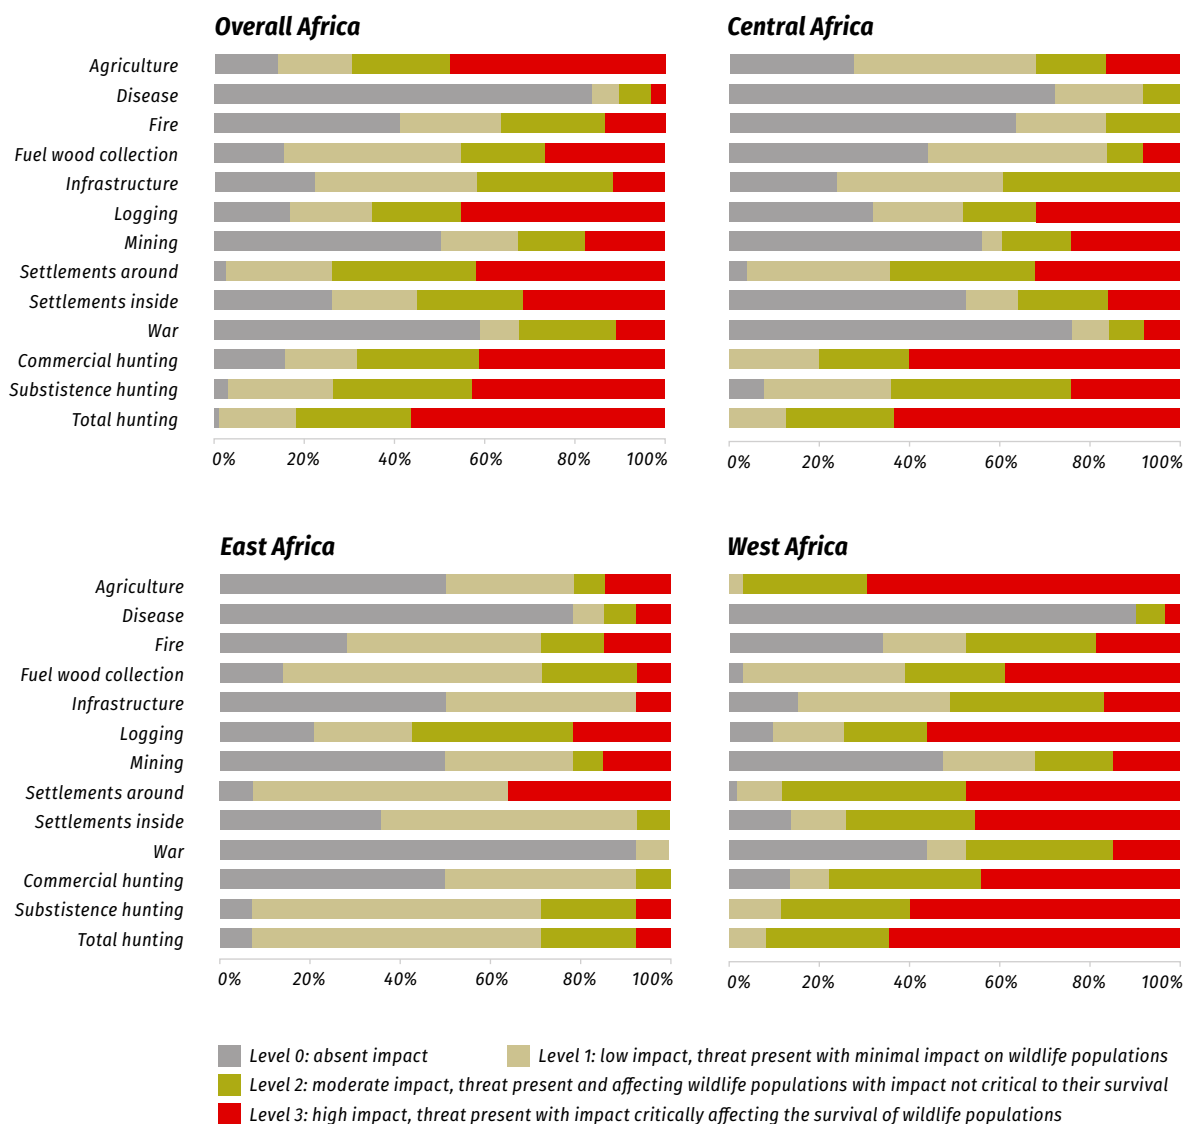 Overall Africa
Central Africa
Agriculture
Disease
Fire
Fuel wood collection
Infrastructure
Logging
Mining
Settlements around
Settlements inside
War
Commercial hunting
Substistence hunting
Total hunting
0% 20% 40% 60% 80% 100%
0% 20% 40% 60% 80% 100%
East Africa
West Africa
Agriculture
Disease
Fire
Fuel wood collection
Infrastructure
Logging
Mining
Settlements around
Settlements inside
War
Commercial hunting
Substistence hunting
Total hunting
0% 20% 40% 60% 80% 100%
0% 20% 40% 60% 80% 100%
Level 0: absent impact
Level 1: low impact, threat present with minimal impact on wildlife populations
Level 2: moderate impact, threat present and affecting wildlife populations with impact not critical to their survival
Level 3: high impact, threat present with impact critically affecting the survival of wildlife populations